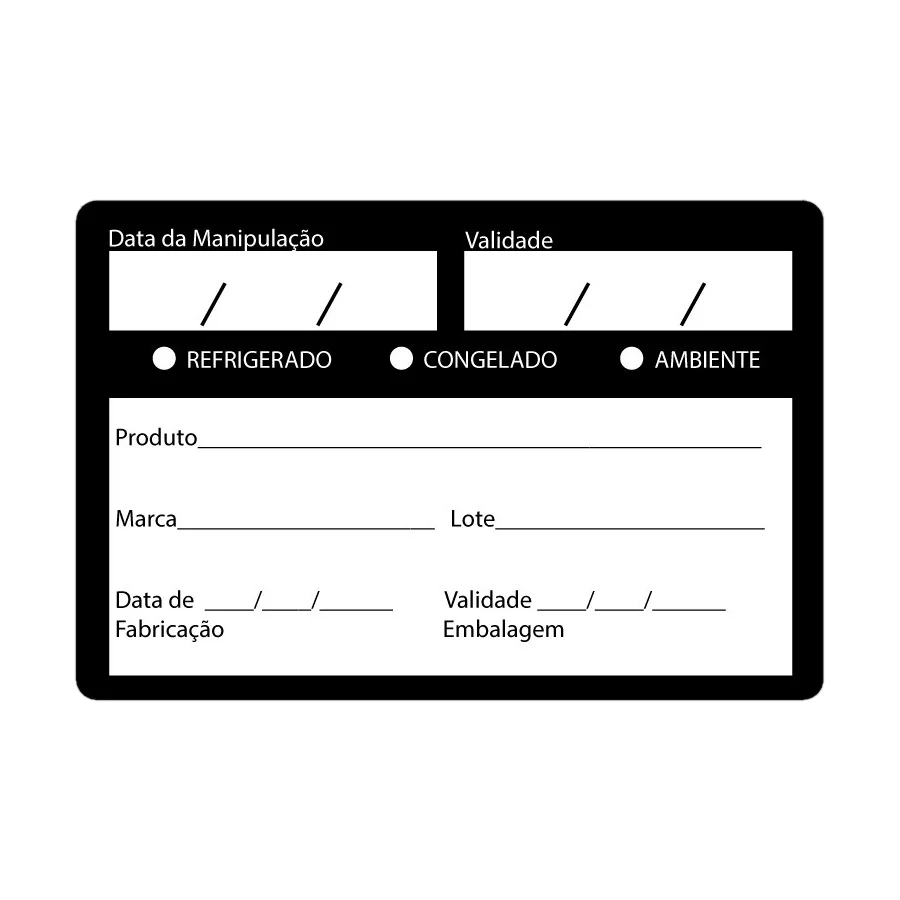 Data da Manipulação Validade
/ / / /
REFRIGERADO CONGELADO AMBIENTE
Produto_______________________________________________
Marca_____________________ Lote______________________
Data de ____/____/______ Validade ____/____/______
Fabricação Embalagem